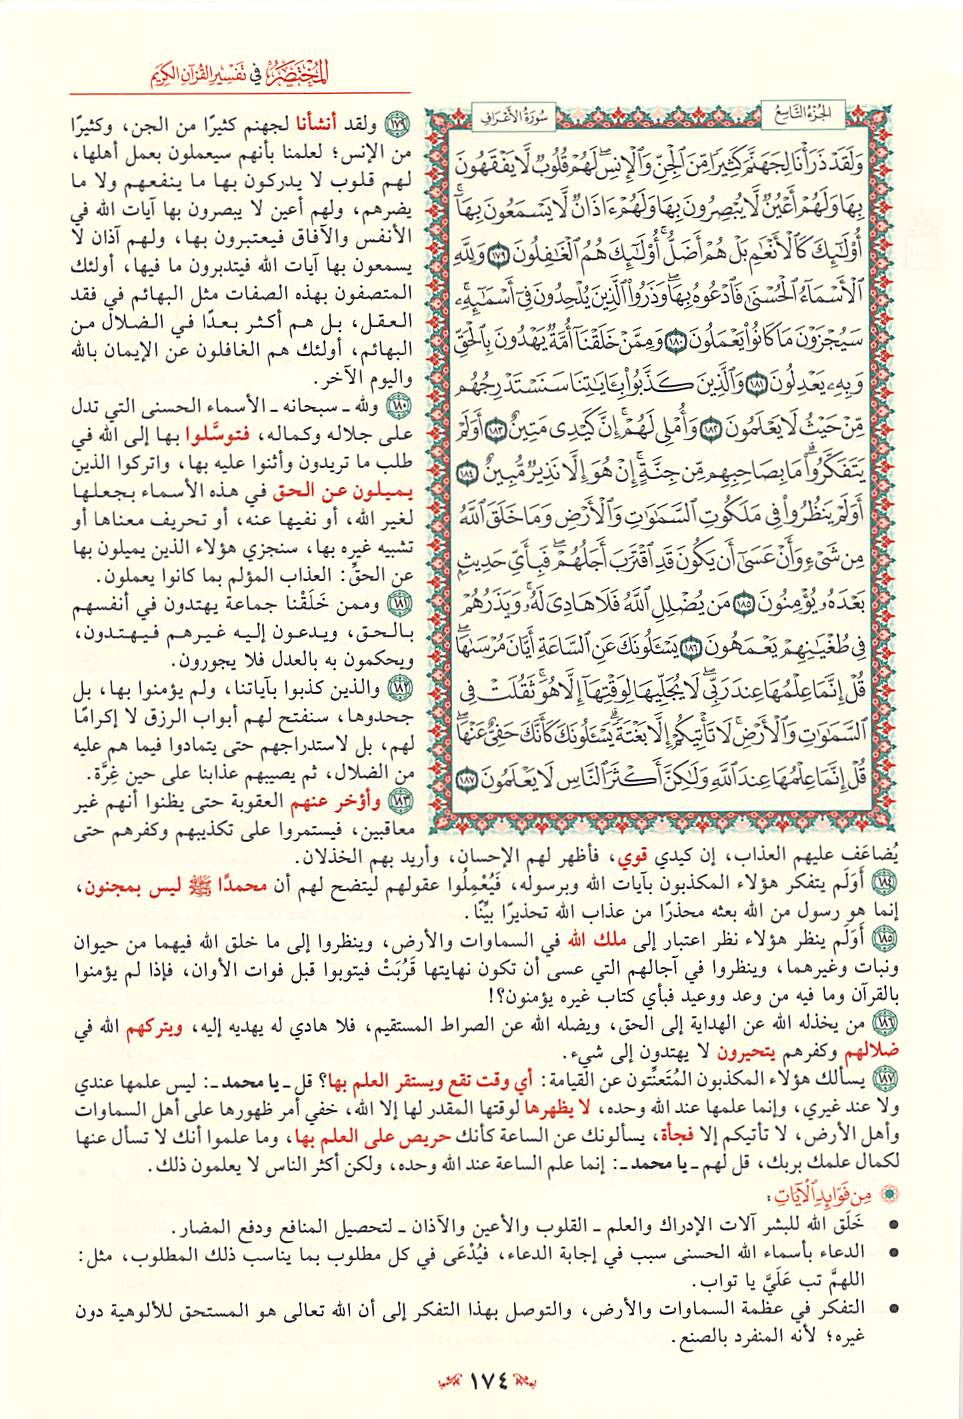 المختصر في تفسير القرآن الكريم
الجزء التاسع
سورة الأعراف
وَلَقَدْ ذَرَأْنَا لِجَهَنَّمَ كَثِيرًا مِّنَ ٱلْجِنِّ وَٱلْإِنسِۖ لَهُمْ قُلُوبٌ لَّا يَفْقَهُونَ
بِهَا وَلَهُمْ أَعْيُنٌ لَّا يُبْصِرُونَ بِهَا وَلَهُمْ ءَاذَانٌ لَّا يَسْمَعُونَ بِهَآۚ
أُوْلَٰٓئِكَ كَٱلْأَنْعَٰمِ بَلْ هُمْ أَضَلُّۚ أُوْلَٰٓئِكَ هُمُ ٱلْغَٰفِلُونَ ١٧٩ وَلِلَّهِ
ٱلْأَسْمَآءُ ٱلْحُسْنَىٰ فَٱدْعُوهُ بِهَاۖ وَذَرُواْ ٱلَّذِينَ يُلْحِدُونَ فِيٓ أَسْمَٰٓئِهِۦۚ
سَيُجْزَوْنَ مَا كَانُواْ يَعْمَلُونَ ١٨٠ وَمِمَّنْ خَلَقْنَآ أُمَّةٌ يَهْدُونَ بِٱلْحَقِّ
وَبِهِۦ يَعْدِلُونَ ١٨١ وَٱلَّذِينَ كَذَّبُواْ بِـَٔايَٰتِنَا سَنَسْتَدْرِجُهُم
مِّنْ حَيْثُ لَا يَعْلَمُونَ ١٨٢ وَأُمْلِي لَهُمْۚ إِنَّ كَيْدِي مَتِينٌ ١٨٣ أَوَلَمْ
يَتَفَكَّرُواْۗ مَا بِصَاحِبِهِم مِّن جِنَّةٍۚ إِنْ هُوَ إِلَّا نَذِيرٌ مُّبِينٌ ١٨٤
أَوَلَمْ يَنظُرُواْ فِي مَلَكُوتِ ٱلسَّمَٰوَٰتِ وَٱلْأَرْضِ وَمَا خَلَقَ ٱللَّهُ
مِن شَيْءٍ وَأَنْ عَسَىٰٓ أَن يَكُونَ قَدِ ٱقْتَرَبَ أَجَلُهُمْۖ فَبِأَيِّ حَدِيثٍۭ
بَعْدَهُۥ يُؤْمِنُونَ ١٨٥ مَن يُضْلِلِ ٱللَّهُ فَلَا هَادِيَ لَهُۥۚ وَيَذَرُهُمْ
فِي طُغْيَٰنِهِمْ يَعْمَهُونَ ١٨٦ يَسْـَٔلُونَكَ عَنِ ٱلسَّاعَةِ أَيَّانَ مُرْسَىٰهَاۖ
قُلْ إِنَّمَا عِلْمُهَا عِندَ رَبِّيۖ لَا يُجَلِّيهَا لِوَقْتِهَآ إِلَّا هُوَۚ ثَقُلَتْ فِي
ٱلسَّمَٰوَٰتِ وَٱلْأَرْضِۚ لَا تَأْتِيكُمْ إِلَّا بَغْتَةًۗ يَسْـَٔلُونَكَ كَأَنَّكَ حَفِيٌّ عَنْهَاۖ
قُلْ إِنَّمَا عِلْمُهَا عِندَ ٱللَّهِ وَلَٰكِنَّ أَكْثَرَ ٱلنَّاسِ لَا يَعْلَمُونَ ١٨٧
١٧٩ ولقد أنشأنا لجهنم كثيرًا من الجن، وكثيرًا
من الإنس؛ لعلمنا بأنهم سيعملون بعمل أهلها،
لهم قلوب لا يدركون بها ما ينفعهم ولا ما
يضرهم، ولهم أعين لا يبصرون بها آيات الله في
الأنفس والآفاق فيعتبرون بها، ولهم آذان لا
يسمعون بها آيات الله فيتدبرون ما فيها، أولئك
المتصفون بهذه الصفات مثل البهائم في فقد
العقل، بل هم أكثر بعدًا في الضلال من
البهائم، أولئك هم الغافلون عن الإيمان بالله
واليوم الآخر.
١٨٠ ولله ـ سبحانه ـ الأسماء الحسنى التي تدل
على جلاله وكماله، فتوسَّلوا بها إلى الله في
طلب ما تريدون وأثنوا عليه بها، واتركوا الذين
يميلون عن الحق في هذه الأسماء بجعلها
لغير الله، أو نفيها عنه، أو تحريف معناها أو
تشبيه غيره بها، سنجزي هؤلاء الذين يميلون بها
عن الحقِّ: العذاب المؤلم بما كانوا يعملون.
١٨١ وممن خَلَقْنا جماعة يهتدون في أنفسهم
بالحق، ويدعون إليه غيرهم فيهتدون،
ويحكمون به بالعدل فلا يجورون.
١٨٢ والذين كذبوا بآياتنا، ولم يؤمنوا بها، بل
جحدوها، سنفتح لهم أبواب الرزق لا إكرامًا
لهم، بل لاستدراجهم حتى يتمادوا فيما هم عليه
من الضلال، ثم يصيبهم عذابنا على حين غِرَّة.
١٨٣ وأؤخر عنهم العقوبة حتى يظنوا أنهم غير
معاقبين، فيستمروا على تكذيبهم وكفرهم حتى
يُضاعَف عليهم العذاب، إن كيدي قوي، فأظهر لهم الإحسان، وأريد بهم الخذلان.
١٨٤ أَوَلَم يتفكر هؤلاء المكذبون بآيات الله وبرسوله، فَيُعْمِلُوا عقولهم ليتضح لهم أن محمدًا ﷺ ليس بمجنون،
إنما هو رسول من الله بعثه محذرًا من عذاب الله تحذيرًا بيِّنًا.
١٨٥ أَوَلَم ينظر هؤلاء نظر اعتبار إلى ملك الله في السماوات والأرض، وينظروا إلى ما خلق الله فيهما من حيوان
ونبات وغيرهما، وينظروا في آجالهم التي عسى أن تكون نهايتها قَرُبَتْ فيتوبوا قبل فوات الأوان، فإذا لم يؤمنوا
بالقرآن وما فيه من وعد ووعيد فبأي كتاب غيره يؤمنون؟!
١٨٦ من يخذله الله عن الهداية إلى الحق، ويضله الله عن الصراط المستقيم، فلا هادي له يهديه إليه، ويتركهم الله في
ضلالهم وكفرهم يتحيرون لا يهتدون إلى شيء.
١٨٧ يسألك هؤلاء المكذبون المُتَعنِّتون عن القيامة: أي وقت تقع ويستقر العلم بها؟ قل ـ يا محمد ـ: ليس علمها عندي
ولا عند غيري، وإنما علمها عند الله وحده، لا يظهرها لوقتها المقدر لها إلا الله، خفي أمر ظهورها على أهل السماوات
وأهل الأرض، لا تأتيكم إلا فجأة، يسألونك عن الساعة كأنك حريص على العلم بها، وما علموا أنك لا تسأل عنها
لكمال علمك بربك، قل لهم ـ يا محمد ـ: إنما علم الساعة عند الله وحده، ولكن أكثر الناس لا يعلمون ذلك.
من فوائد الآيات:
• خَلَق الله للبشر آلات الإدراك والعلم ـ القلوب والأعين والآذان ـ لتحصيل المنافع ودفع المضار.
• الدعاء بأسماء الله الحسنى سبب في إجابة الدعاء، فيُدْعَى في كل مطلوب بما يناسب ذلك المطلوب، مثل:
اللهمَّ تب عَلَيَّ يا تواب.
• التفكر في عظمة السماوات والأرض، والتوصل بهذا التفكر إلى أن الله تعالى هو المستحق للألوهية دون
غيره؛ لأنه المنفرد بالصنع.
١٧٤